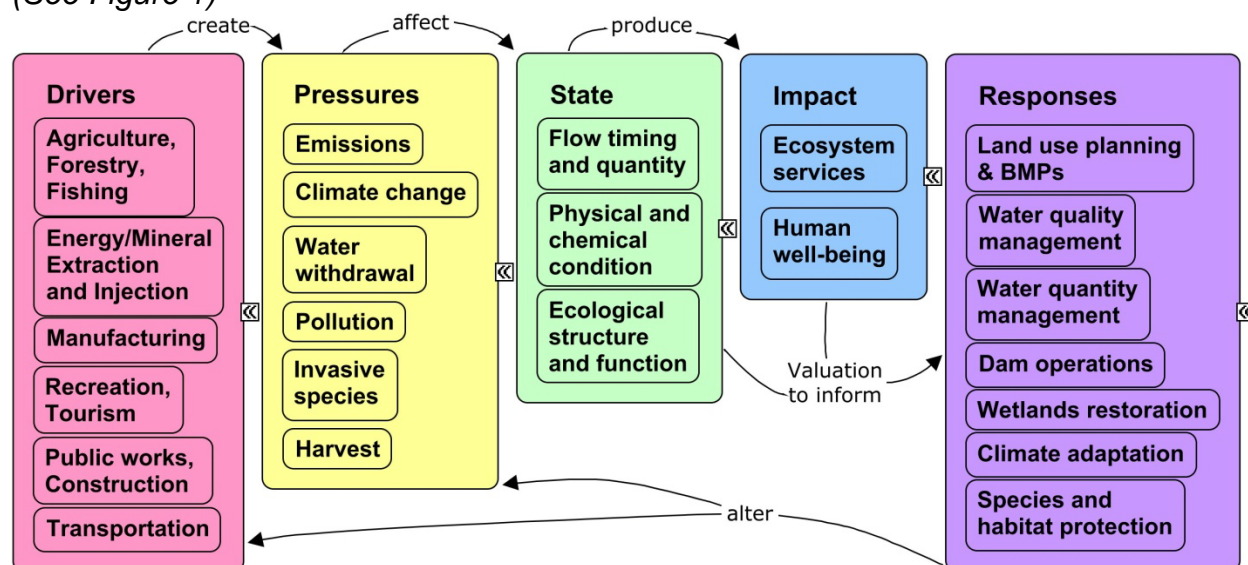 (See Figure 1)
create
affect
produce
Drivers
Agriculture,
Forestry,
Fishing
Energy/Mineral
Extraction
and Injection
Manufacturing
Recreation,
Tourism
Public works,
Construction
Transportation
Pressures
Emissions
Climate change
Water
withdrawal
Pollution
Invasive
species
Harvest
State
Flow timing
and quantity
Physical and
chemical
condition
Ecological
structure
and function
Impact
Ecosystem
services
Human
well-being
Valuation
to inform
Responses
Land use planning
& BMPs
Water quality
management
Water quantity
management
Dam operations
Wetlands restoration
Climate adaptation
Species and
habitat protection
alter